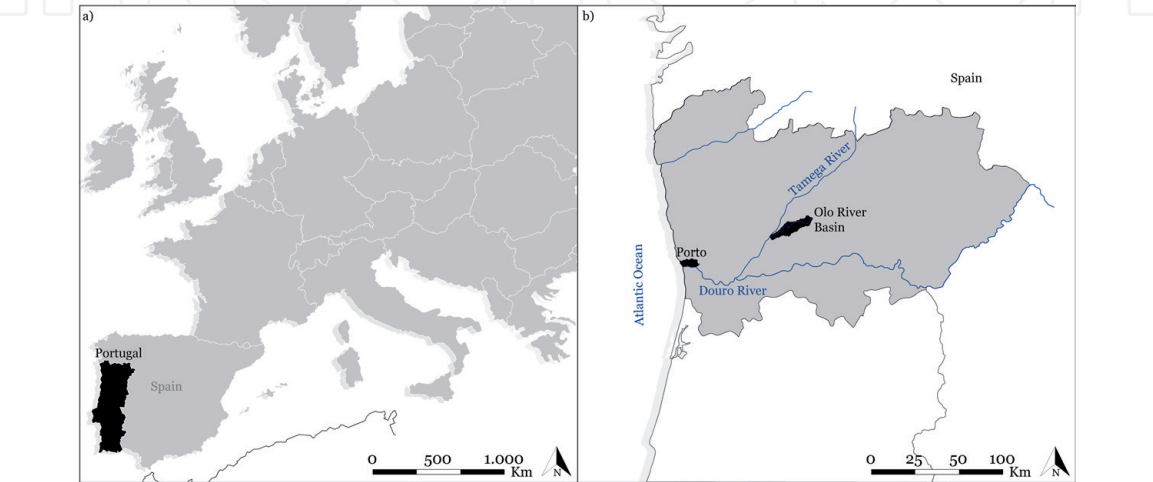 a)
Portugal
Spain
0 500 1.000
Km
N
b)
Spain
Tamega River
Olo River
Basin
Porto
Atlantic Ocean
Douro River
0 25 50 100
Km
N